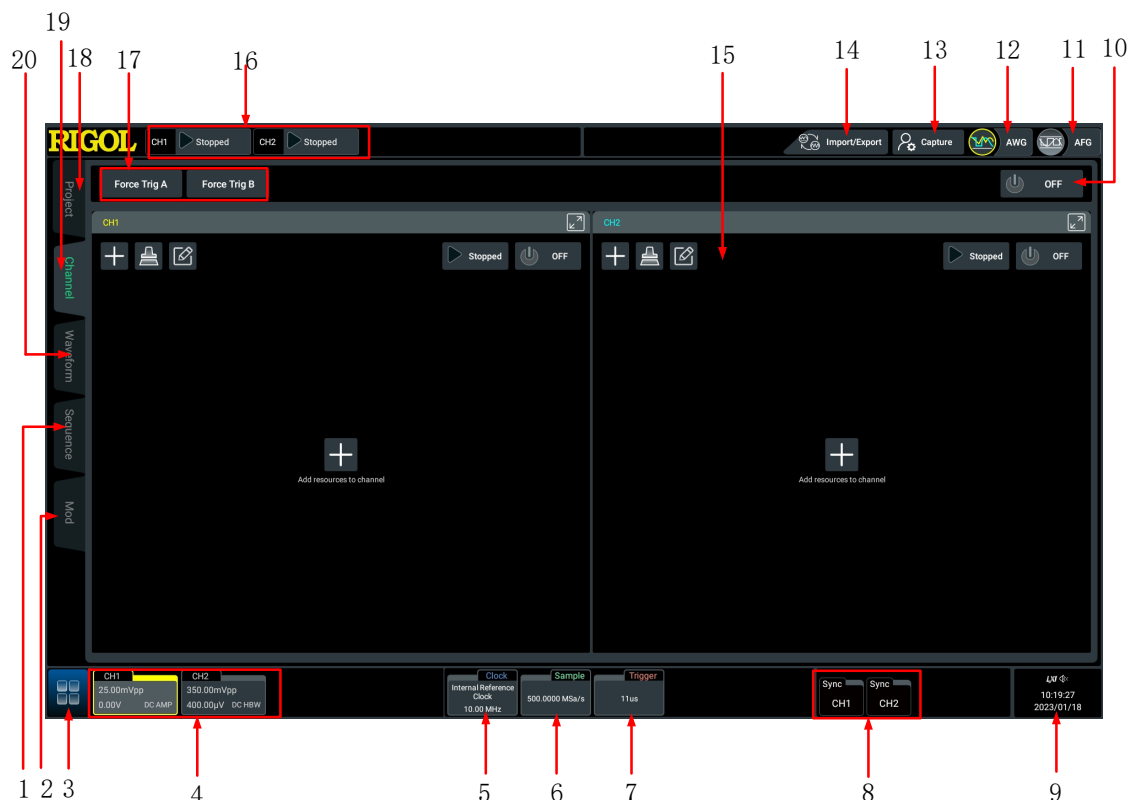 19
20 18 17 16 15 14 13 12 11 10
RIGOL CH1 Stopped CH2 Stopped Import/Export Capture AWG AFG
Project Force Trig A Force Trig B OFF
CH1 CH2
Channel Stopped OFF Stopped OFF
Waveform
Sequence
Add resources to channel Add resources to channel
Mod
CH1 CH2 Clock Sample Trigger LXI
25.00mVpp 350.00mVpp Internal Reference Sync Sync
0.00V DC AMP 400.00μV DC HBW Clock 500.0000 MSa/s 11us CH1 CH2 10:19:27
10.00 MHz 2023/01/18
1 2 3 4 5 6 7 8 9